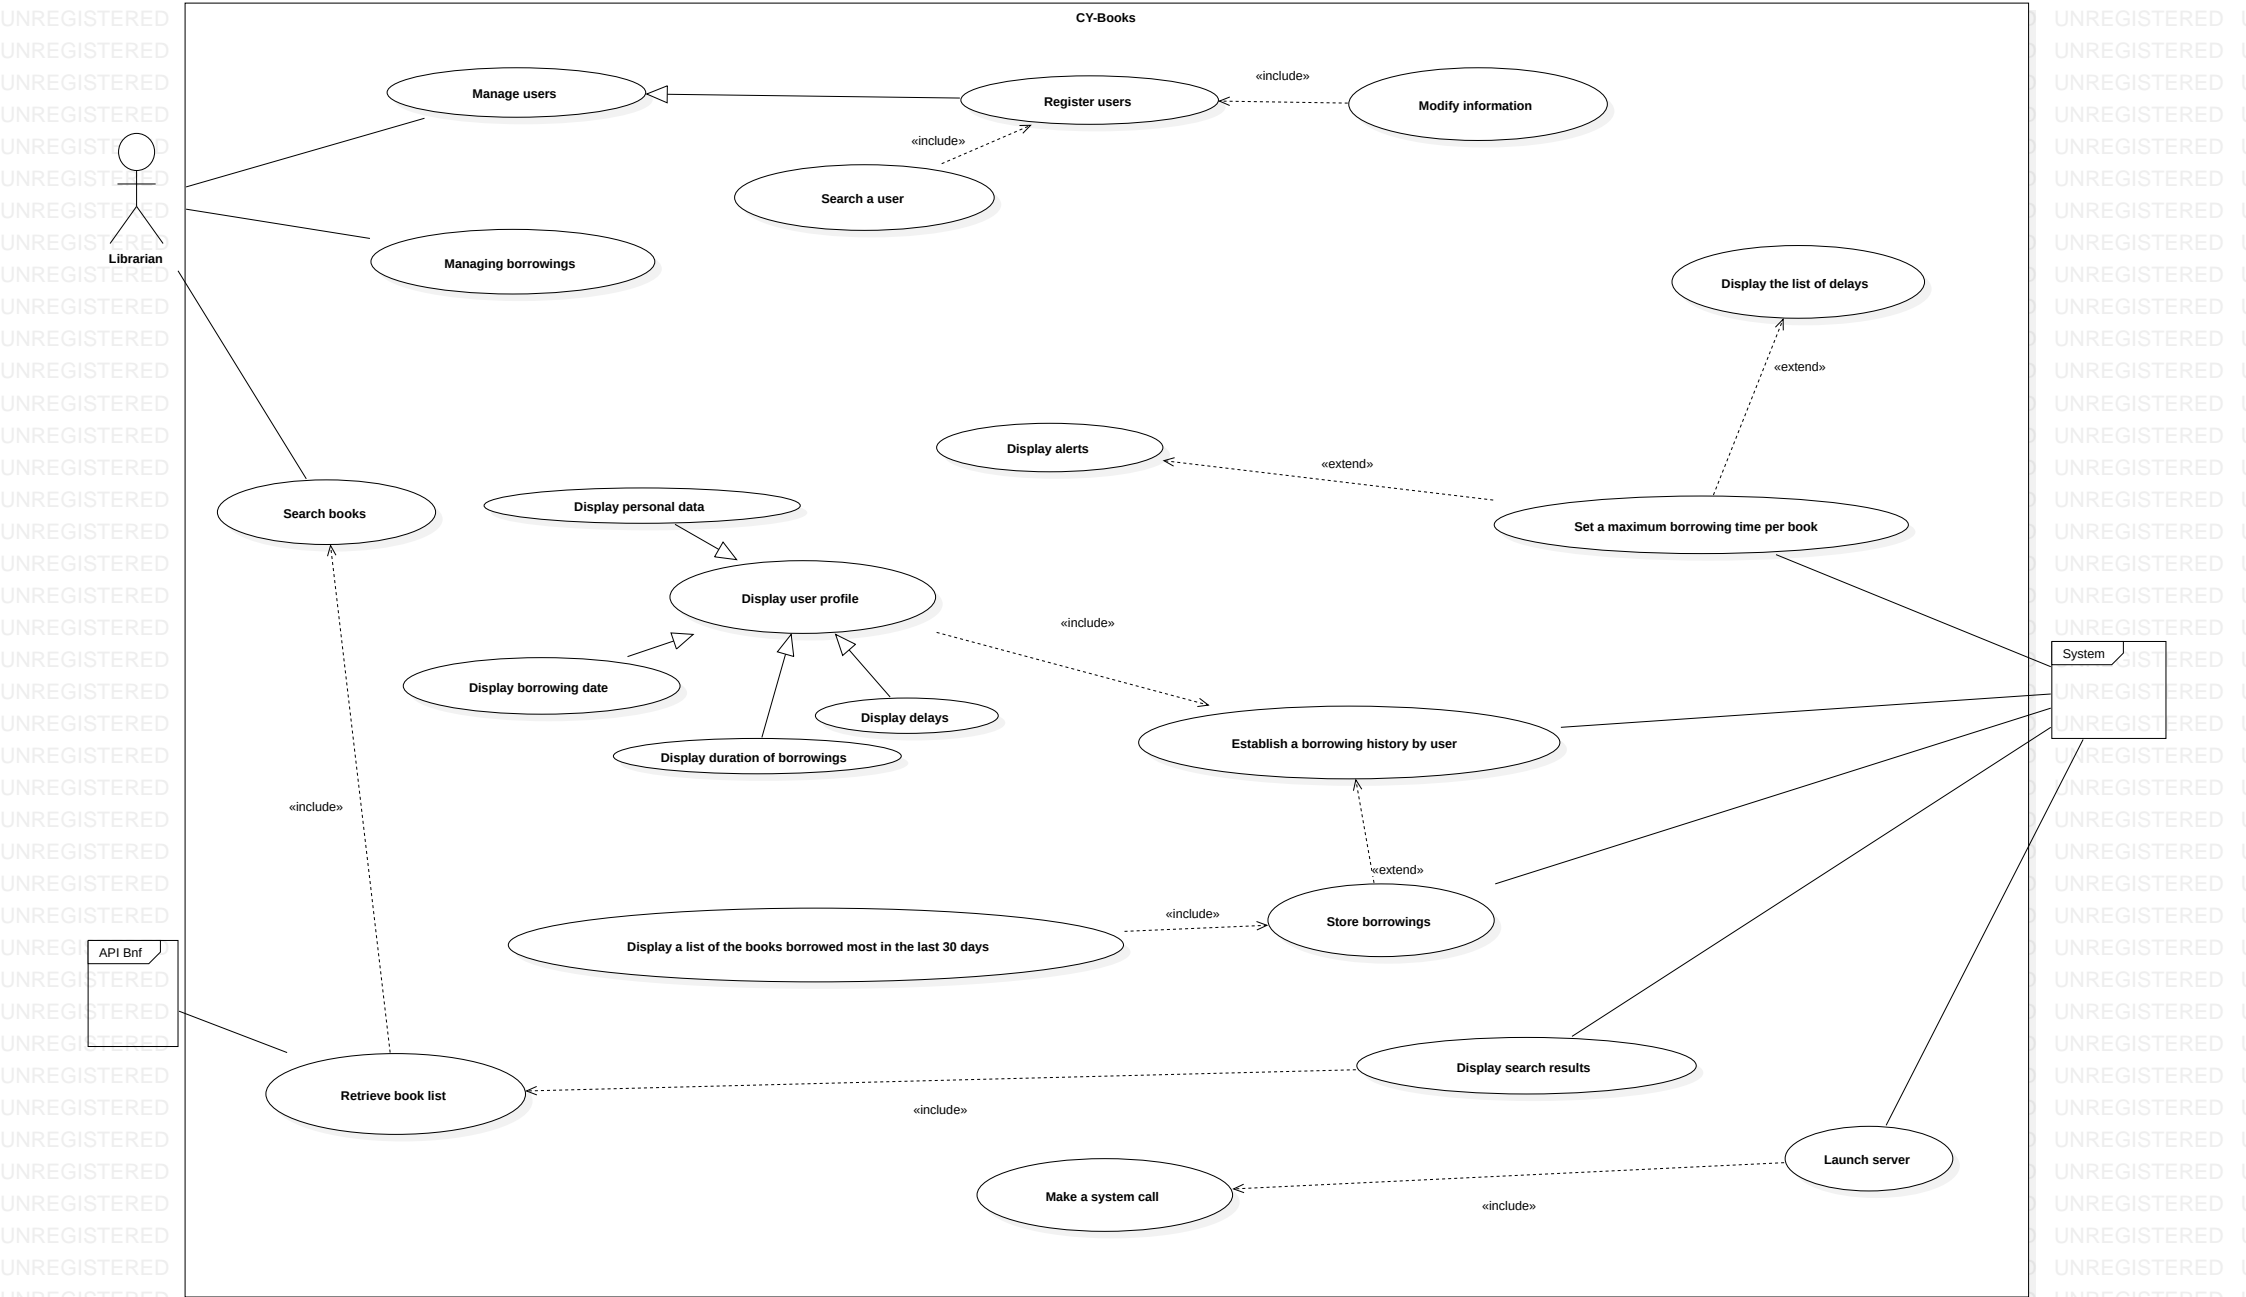 CY-Books
Manage users
Register users
«include»
Modify information
«include»
Search a user
Librarian
Managing borrowings
Display the list of delays
«extend»
Display alerts
«extend»
Search books
Display personal data
Set a maximum borrowing time per book
Display user profile
«include»
System
Display borrowing date
Display delays
Display duration of borrowings
Establish a borrowing history by user
«include»
«extend»
Display a list of the books borrowed most in the last 30 days
«include»
Store borrowings
API Bnf
Display search results
Retrieve book list
«include»
Launch server
Make a system call
«include»
UNREGISTERED